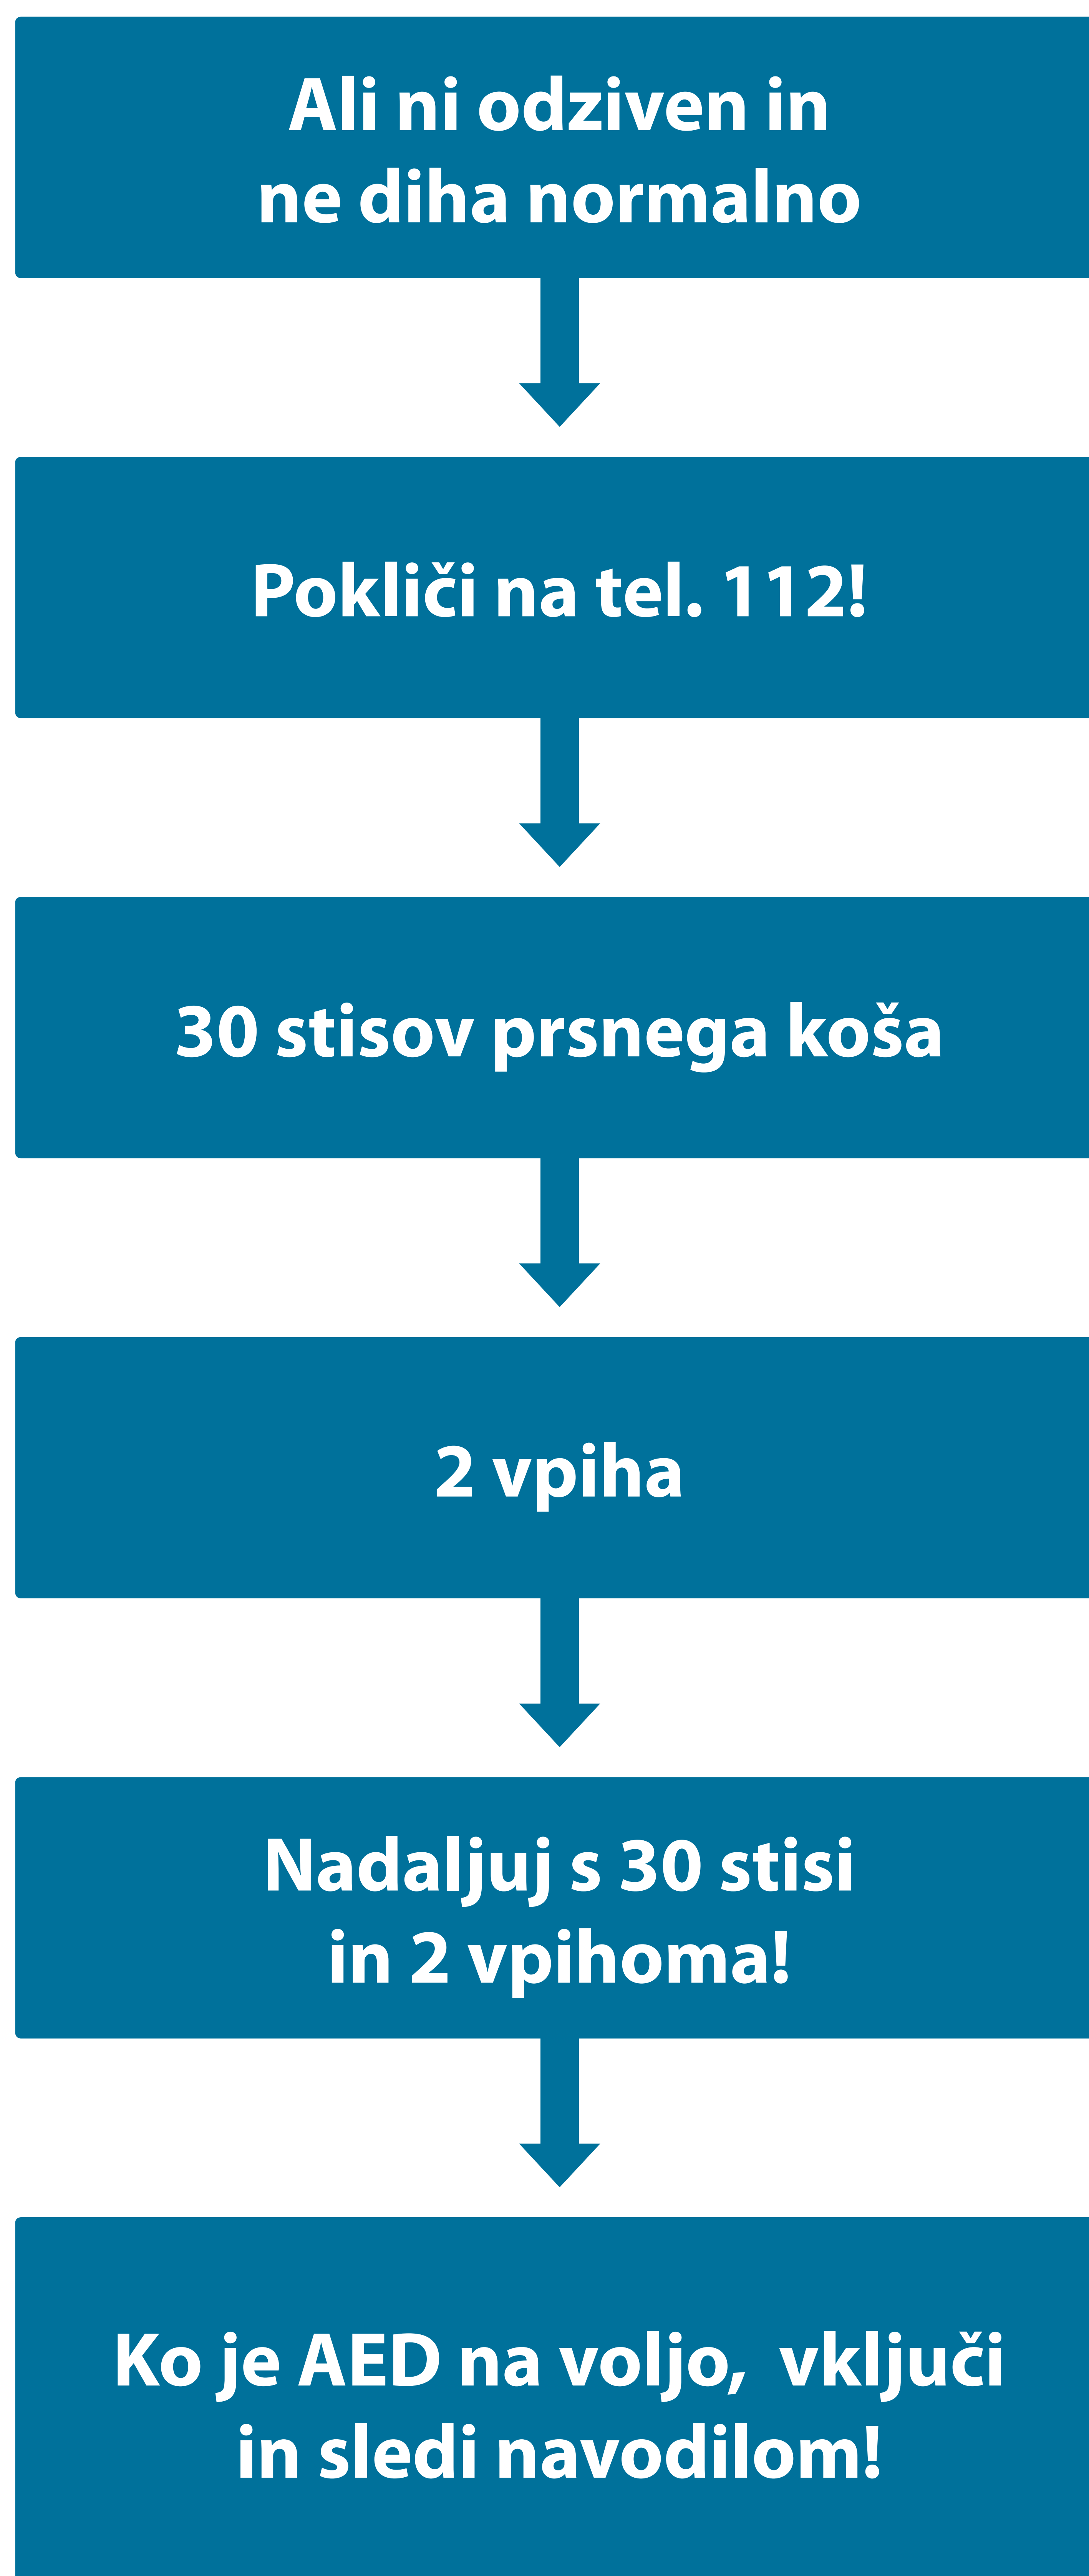 Ali ni odziven in
ne diha normalno
Pokliči na tel. 112!
30 stisov prsnega koša
2 vpiha
Nadaljuj s 30 stisi
in 2 vpihoma!
Ko je AED na voljo,  vključi
in sledi navodilom!